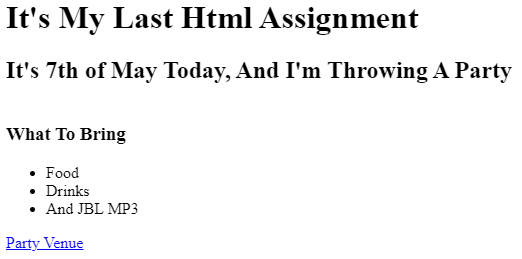 It's My Last Html Assignment
It's 7th of May Today, And I'm Throwing A Party
What To Bring
Food
Drinks
And JBL MP3
Party Venue